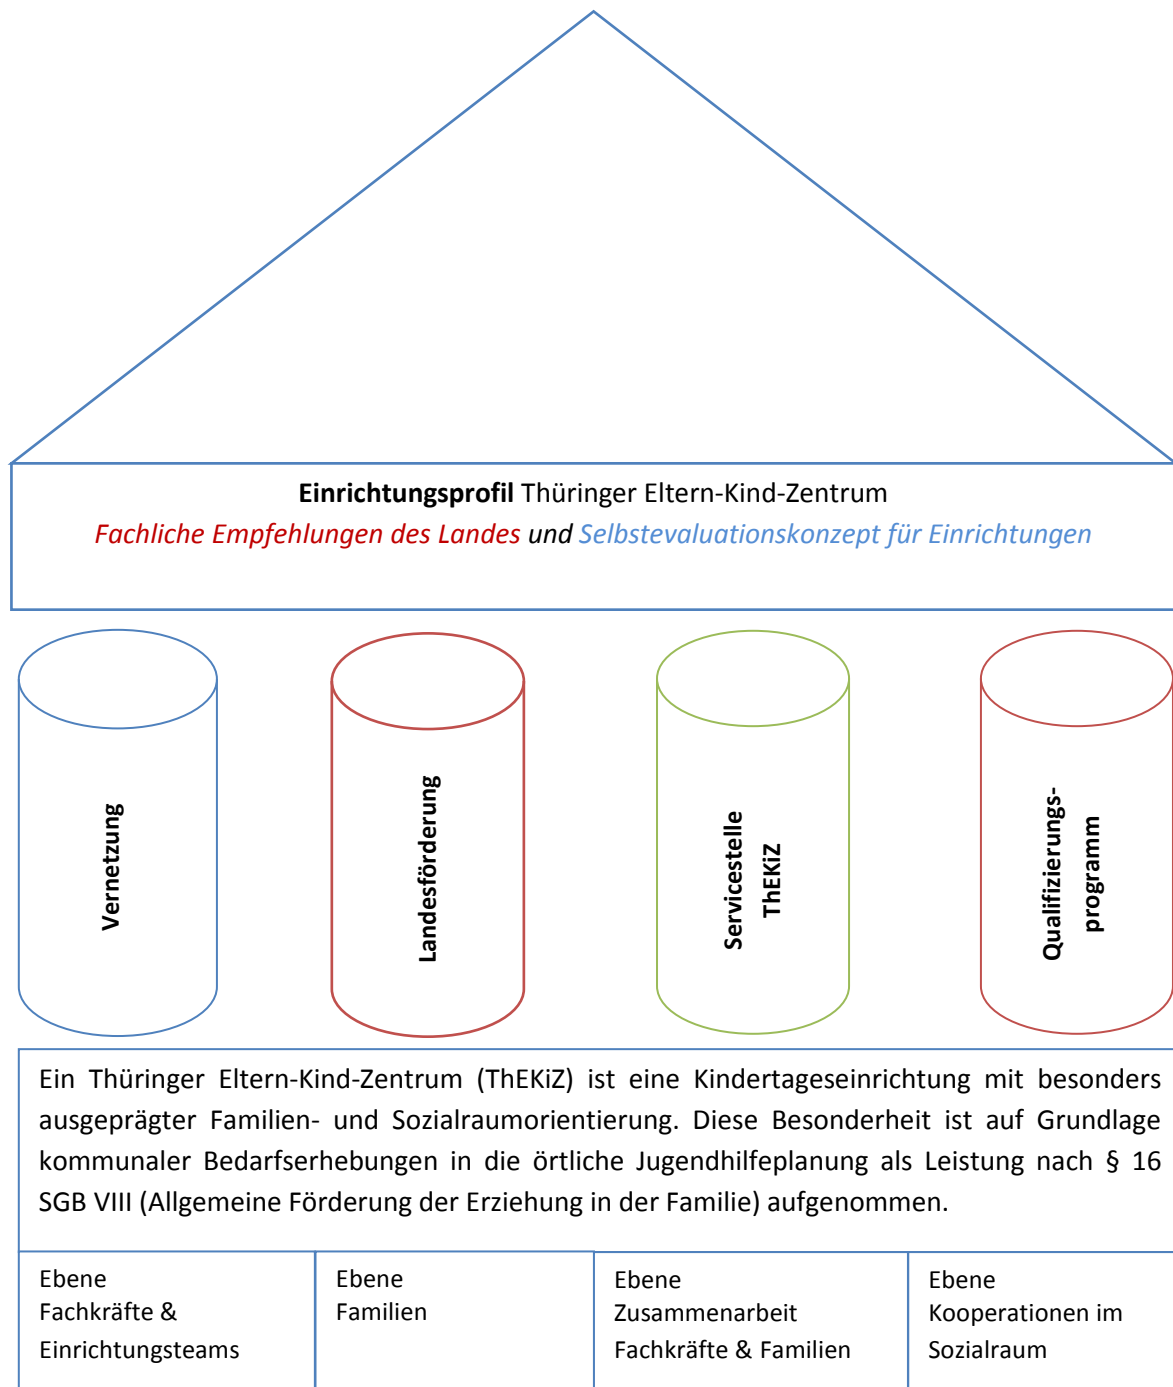 Einrichtungsprofil Thüringer Eltern-Kind-Zentrum
Fachliche Empfehlungen des Landes und Selbstevaluationskonzept für Einrichtungen
Vernetzung
Landesförderung
Servicestelle
ThEKiZ
Qualifizierungs-
programm
Ein Thüringer Eltern-Kind-Zentrum (ThEKiZ) ist eine Kindertageseinrichtung mit besonders
ausgeprägter Familien- und Sozialraumorientierung. Diese Besonderheit ist auf Grundlage
kommunaler Bedarfserhebungen in die örtliche Jugendhilfeplanung als Leistung nach § 16
SGB VIII (Allgemeine Förderung der Erziehung in der Familie) aufgenommen.
Ebene
Fachkräfte &
Einrichtungsteams
Ebene
Familien
Ebene
Zusammenarbeit
Fachkräfte & Familien
Ebene
Kooperationen im
Sozialraum